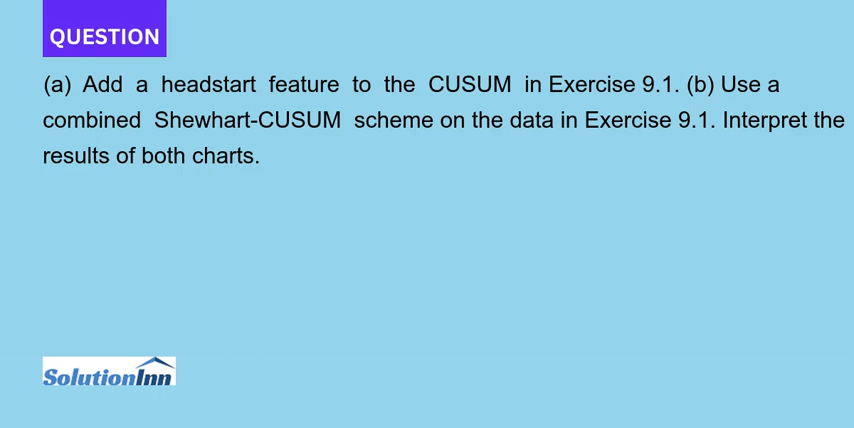 QUESTION
(a) Add a headstart feature to the CUSUM in Exercise 9.1. (b) Use a
combined Shewhart-CUSUM scheme on the data in Exercise 9.1. Interpret the
results of both charts.
SolutionInn